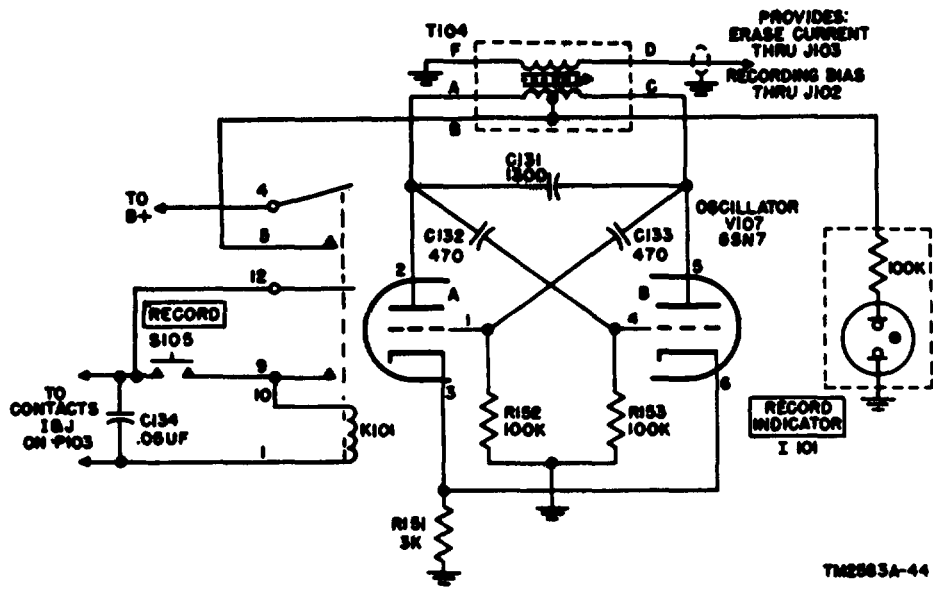 PROVIDES:
ERASE CURRENT
THRU J103
RECORDING BIAS
THRU J102
T104
F
D
A
C
B
C131
1300
TO
B+
4
5
12
C132
470
C133
470
OSCILLATOR
V107
6SN7
100K
2
A
1
3
5
B
4
6
RECORD
S105
9
10
TO
CONTACTS
I&J
ON P103
C134
.05UF
1
K101
R152
100K
R153
100K
RECORD
INDICATOR
I 101
R151
3K
TM2583A-44